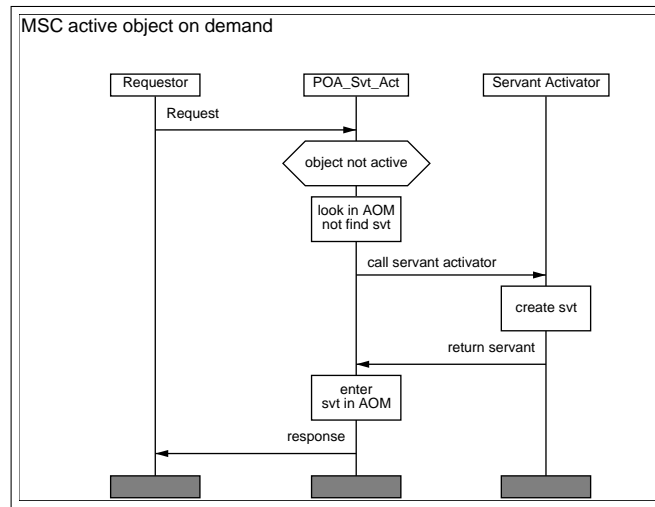 MSC active object on demand
Requestor
POA_Svt_Act
Servant Activator
Request
object not active
look in AOM
not find svt
call servant activator
create svt
return servant
enter
svt in AOM
response